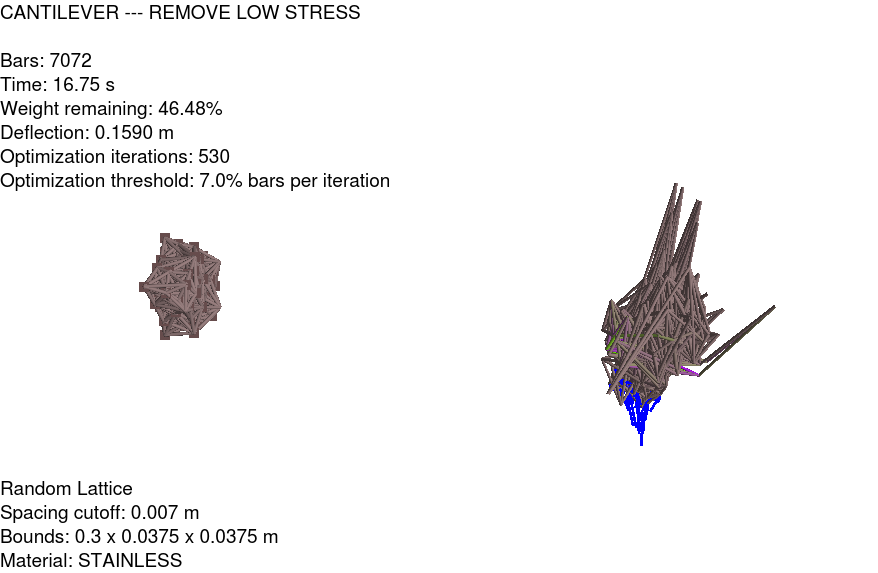 CANTILEVER --- REMOVE LOW STRESS
Bars: 7072
Time: 16.75 s
Weight remaining: 46.48%
Deflection: 0.1590 m
Optimization iterations: 530
Optimization threshold: 7.0% bars per iteration
Random Lattice
Spacing cutoff: 0.007 m
Bounds: 0.3 x 0.0375 x 0.0375 m
Material: STAINLESS